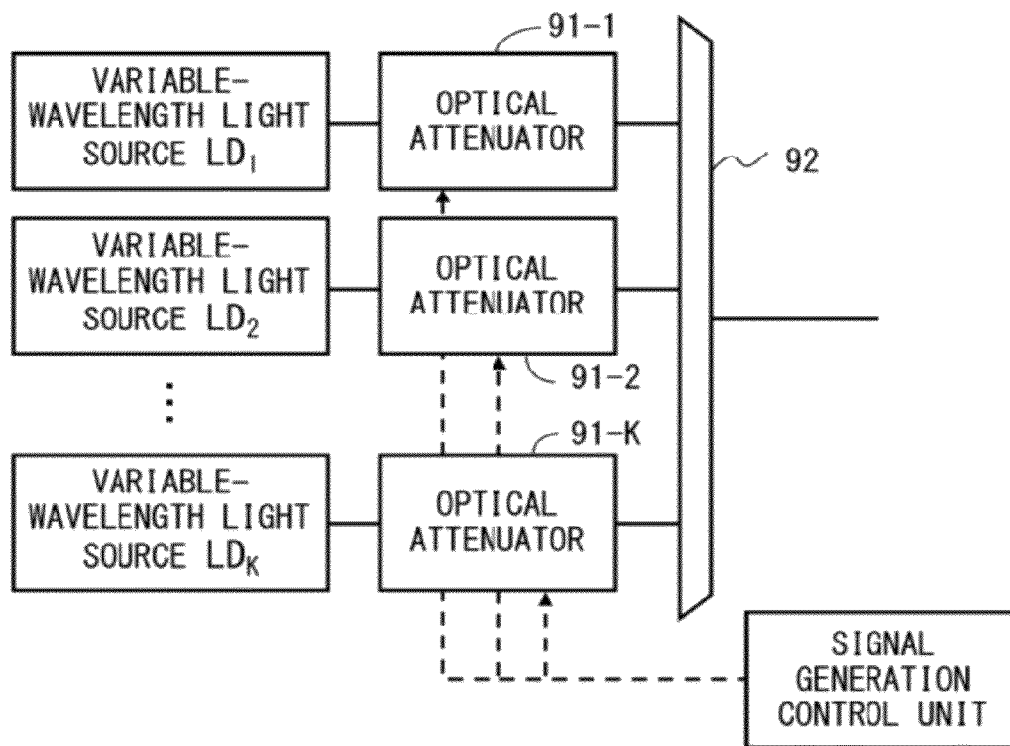 91-1
VARIABLE-
WAVELENGTH LIGHT
SOURCE LD₁
OPTICAL
ATTENUATOR
92
VARIABLE-
WAVELENGTH LIGHT
SOURCE LD₂
OPTICAL
ATTENUATOR
91-2
91-K
VARIABLE-
WAVELENGTH LIGHT
SOURCE LDK
OPTICAL
ATTENUATOR
SIGNAL
GENERATION
CONTROL UNIT